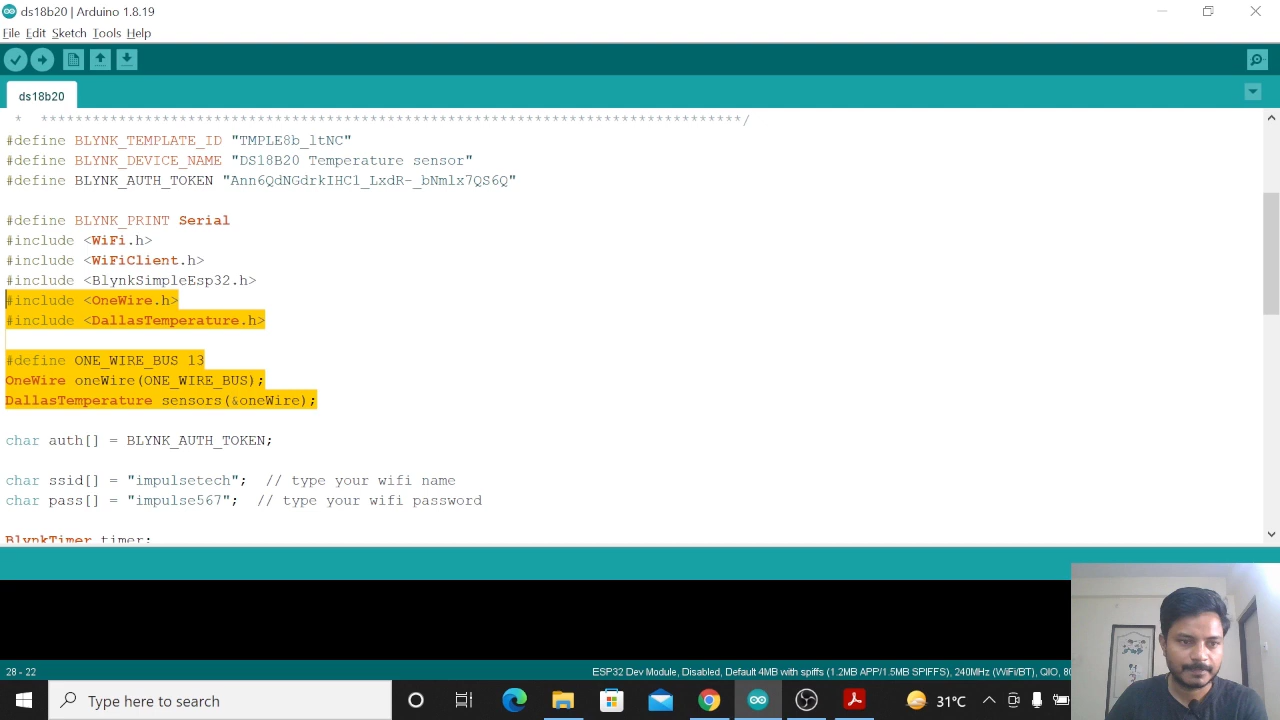 ds18b20 | Arduino 1.8.19
File Edit Sketch Tools Help
ds18b20
* *********************************************************************************/
#define BLYNK_TEMPLATE_ID "TMPLE8b_ltNC"
#define BLYNK_DEVICE_NAME "DS18B20 Temperature sensor"
#define BLYNK_AUTH_TOKEN "Ann6QdNGdrkIHC1_LxdR-_bNmlx7QS6Q"
#define BLYNK_PRINT Serial
#include <WiFi.h>
#include <WiFiClient.h>
#include <BlynkSimpleEsp32.h>
#include <OneWire.h>
#include <DallasTemperature.h>
#define ONE_WIRE_BUS 13
OneWire oneWire(ONE_WIRE_BUS);
DallasTemperature sensors(&oneWire);
char auth[] = BLYNK_AUTH_TOKEN;
char ssid[] = "impulsetech"; // type your wifi name
char pass[] = "impulse567"; // type your wifi password
BlynkTimer timer;
28 - 22
ESP32 Dev Module, Disabled, Default 4MB with spiffs (1.2MB APP/1.5MB SPIFFS), 240MHz (WiFi/BT), QIO, 80
Type here to search
31°C